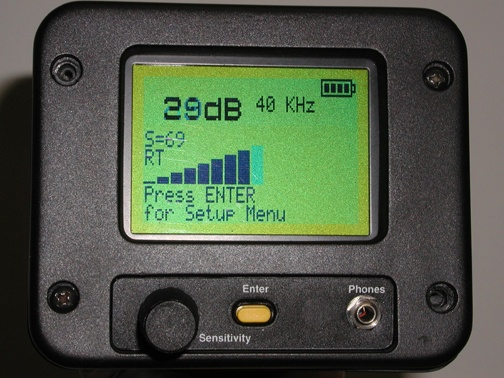 29dB 40 KHz
S=69
RT
Press ENTER
for Setup Menu
Enter
Phones
Sensitivity